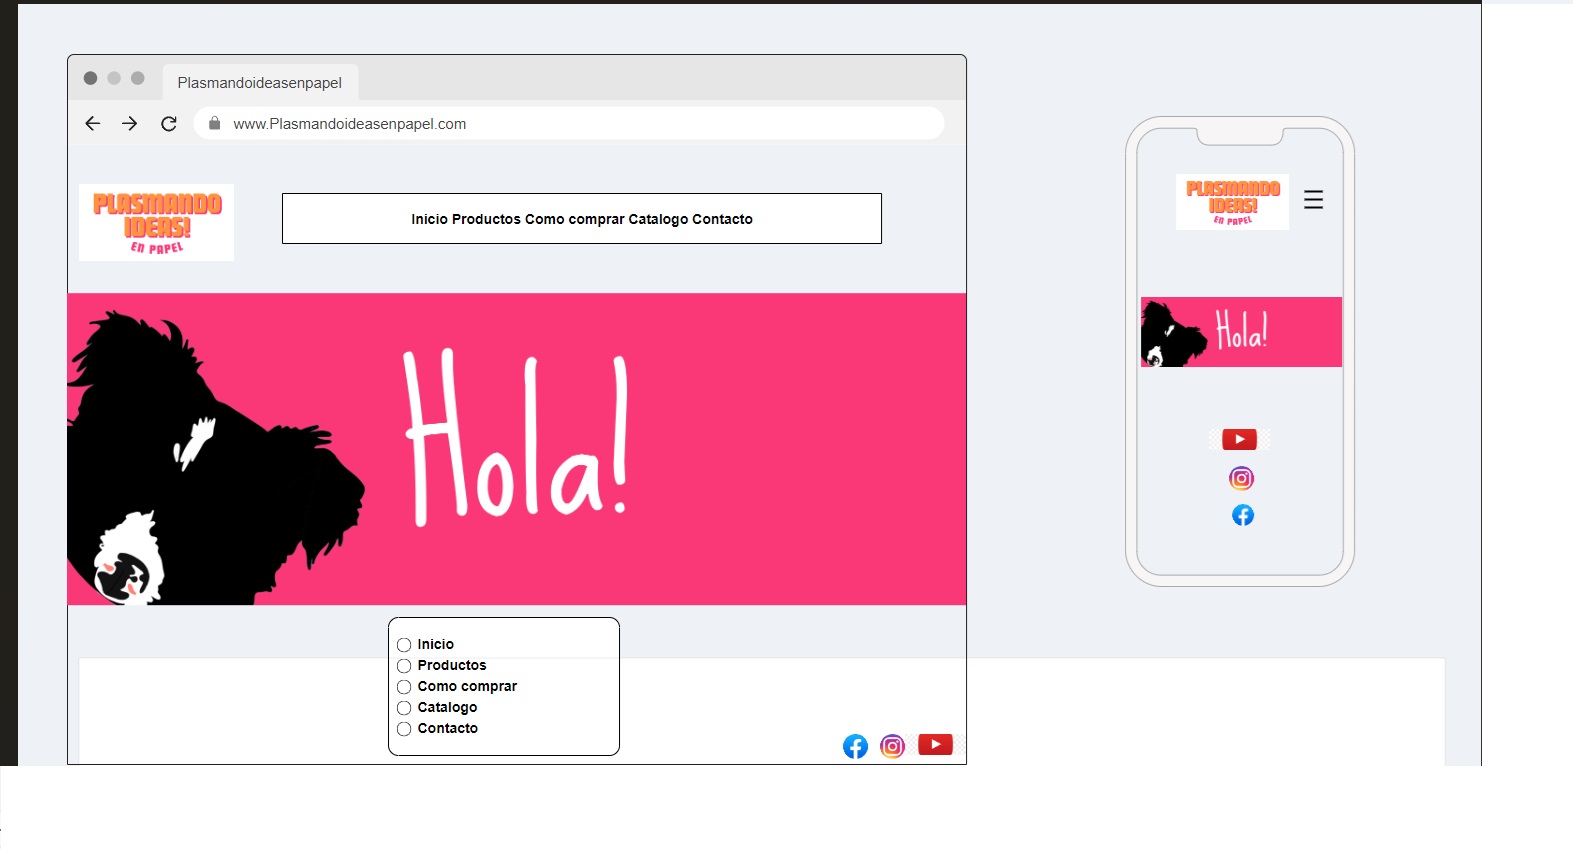 Plasmandoideasenpapel
www.Plasmandoideasenpapel.com
PLASMANDO
IDEAS!
EN PAPEL
Inicio Productos Como comprar Catalogo Contacto
Hola!
Inicio
Productos
Como comprar
Catalogo
Contacto
PLASMANDO
IDEAS!
EN PAPEL
Hola!